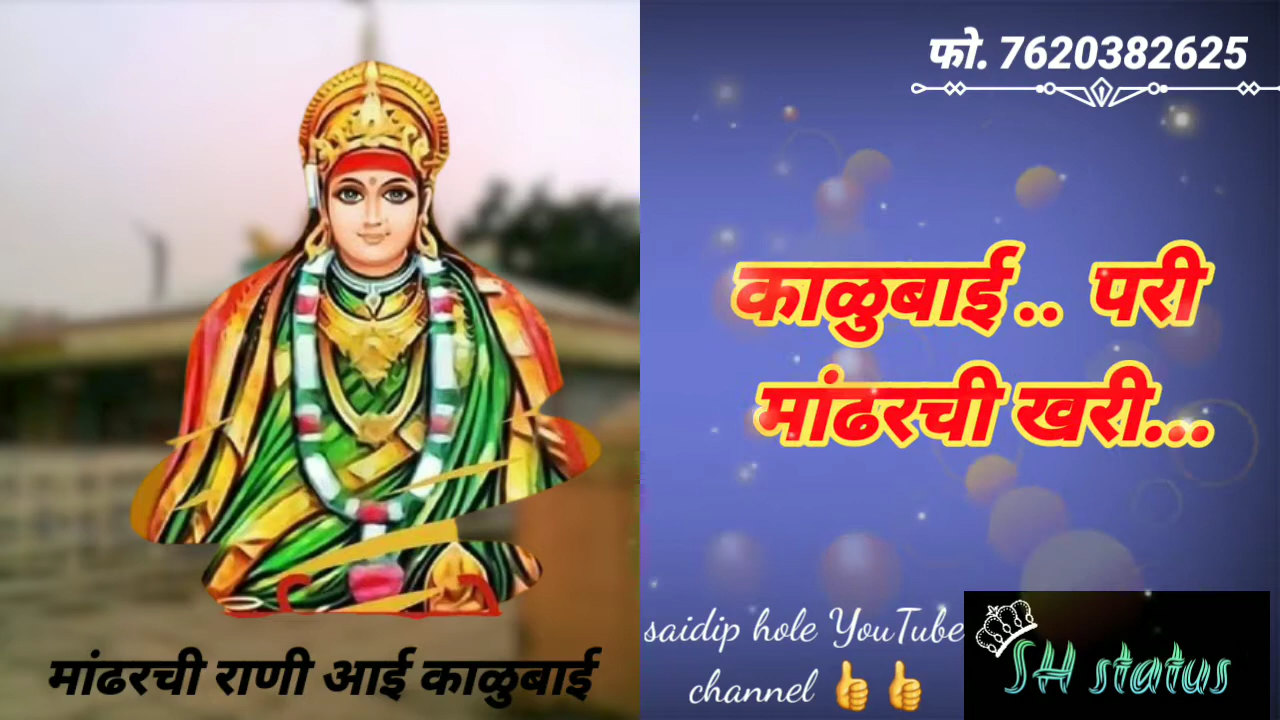 फो. 7620382625
काळुबाई.. परी
मांढरची खरी...
मांढरची राणी आई काळुबाई
saidip hole YouTube
channel 👍👍
SH status